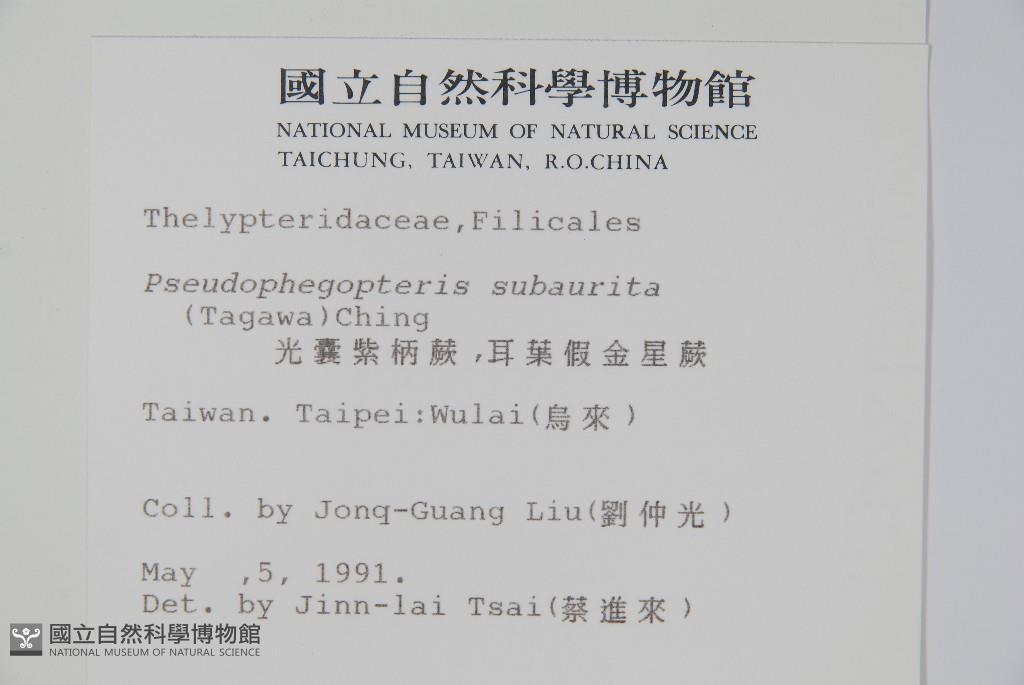 國立自然科學博物館
NATIONAL MUSEUM OF NATURAL SCIENCE
TAICHUNG, TAIWAN, R.O.CHINA
Thelypteridaceae,Filicales
Pseudophegopteris subaurita
(Tagawa)Ching
光囊紫柄蕨,耳葉假金星蕨
Taiwan. Taipei:Wulai(烏來)
Coll. by Jonq-Guang Liu(劉仲光)
May ,5, 1991.
Det. by Jinn-lai Tsai(蔡進來)
國立自然科學博物館
NATIONAL MUSEUM OF NATURAL SCIENCE